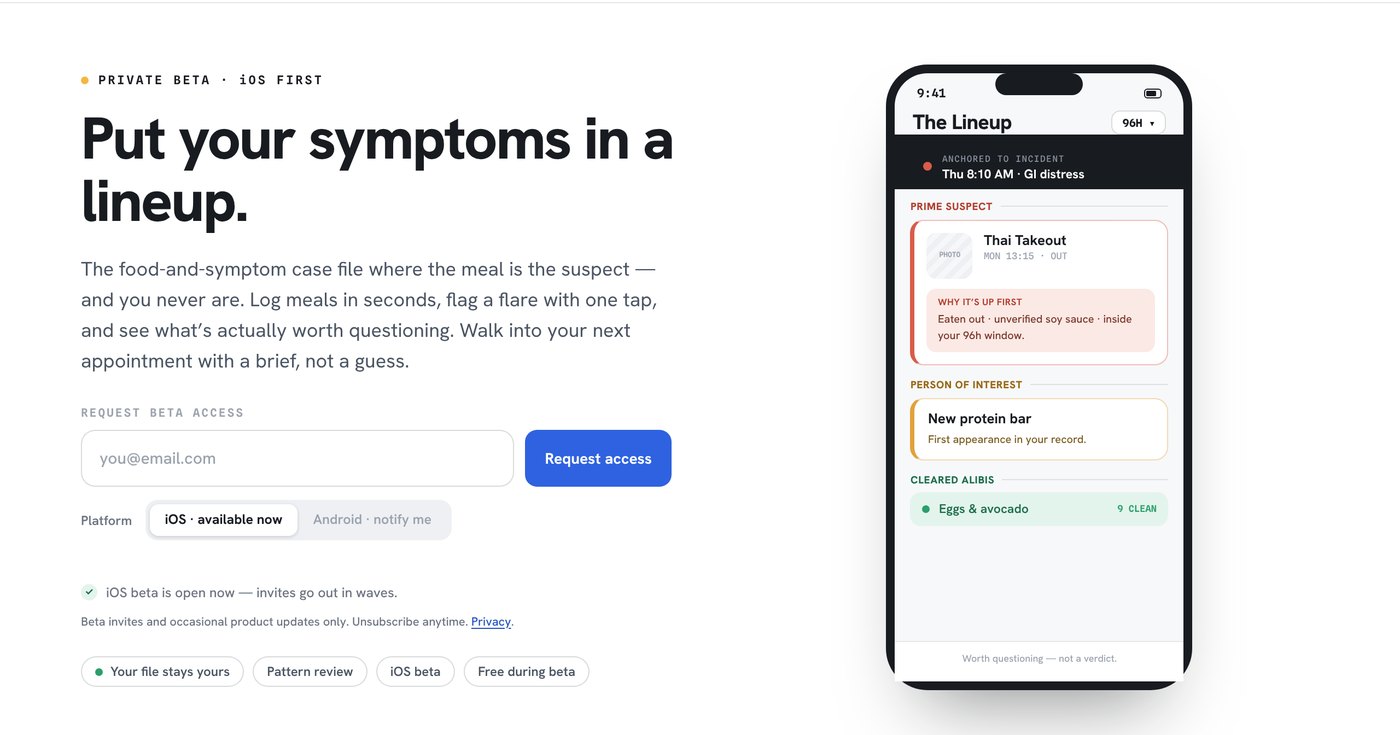 PRIVATE BETA · iOS FIRST
Put your symptoms in a
lineup.
The food-and-symptom case file where the meal is the suspect —
and you never are. Log meals in seconds, flag a flare with one tap,
and see what’s actually worth questioning. Walk into your next
appointment with a brief, not a guess.
REQUEST BETA ACCESS
you@email.com
Request access
Platform
iOS · available now
Android · notify me
iOS beta is open now — invites go out in waves.
Beta invites and occasional product updates only. Unsubscribe anytime. Privacy.
Your file stays yours
Pattern review
iOS beta
Free during beta
9:41
The Lineup
96H ▾
ANCHORED TO INCIDENT
Thu 8:10 AM · GI distress
PRIME SUSPECT
PHOTO
Thai Takeout
MON 13:15 · OUT
WHY IT’S UP FIRST
Eaten out · unverified soy sauce · inside
your 96h window.
PERSON OF INTEREST
New protein bar
First appearance in your record.
CLEARED ALIBIS
Eggs & avocado
9 CLEAN
Worth questioning — not a verdict.